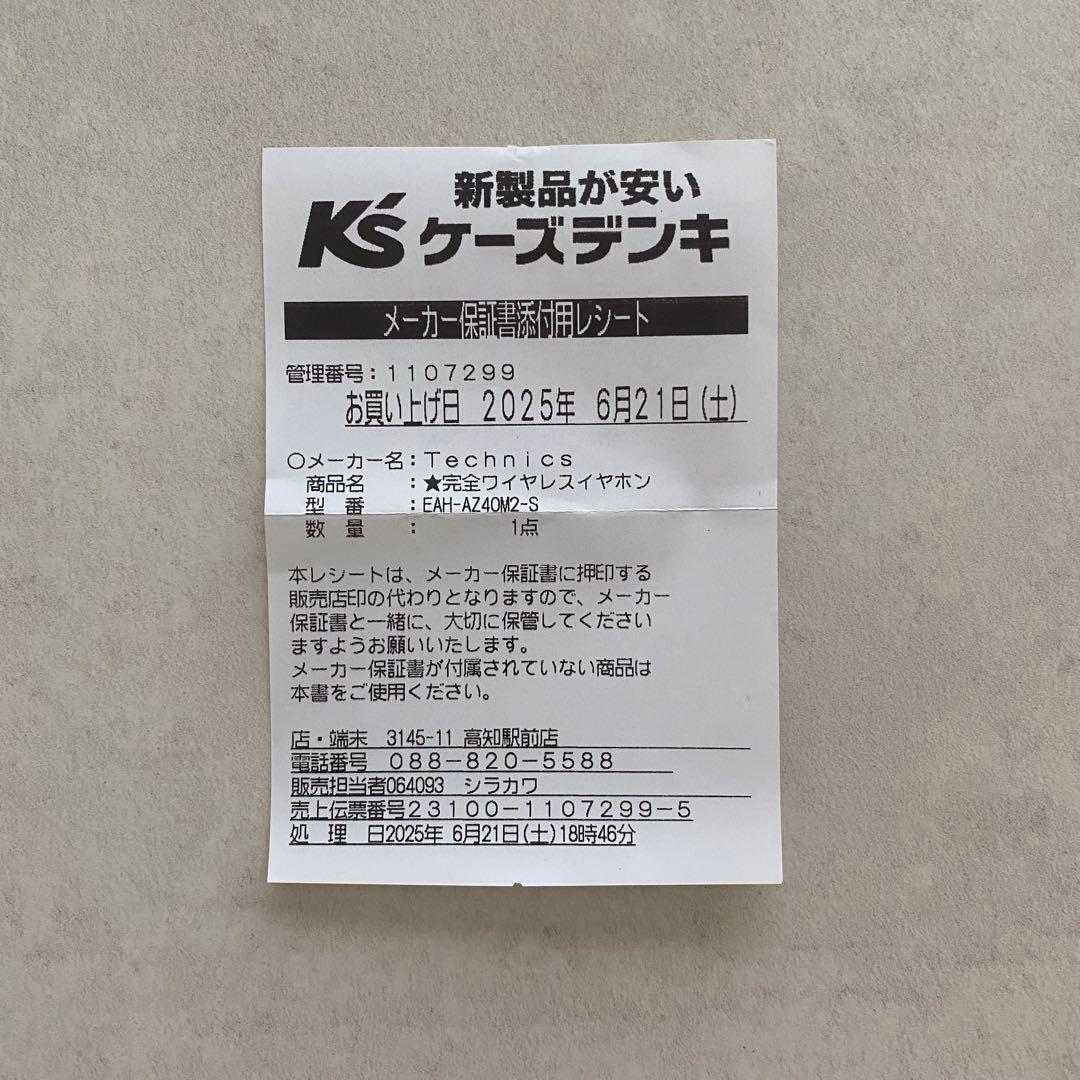 新製品が安い
K's ケーズデンキ
メーカー保証書添付用レシート
管理番号：1107299
お買い上げ日 2025年 6月21日(土)
○メーカー名：Technics
商品名 ：★完全ワイヤレスイヤホン
型 番 ：EAH-AZ40M2-S
数 量 ： 1点
本レシートは、メーカー保証書に押印する
販売店印の代わりとなりますので、メーカー
保証書と一緒に、大切に保管してください
ますようお願いいたします。
メーカー保証書が付属されていない商品は
本書をご使用ください。
店・端末 3145-11 高知駅前店
電話番号 088-820-5588
販売担当者064093 シラカワ
売上伝票番号23100-1107299-5
処 理 日2025年 6月21日(土)18時46分